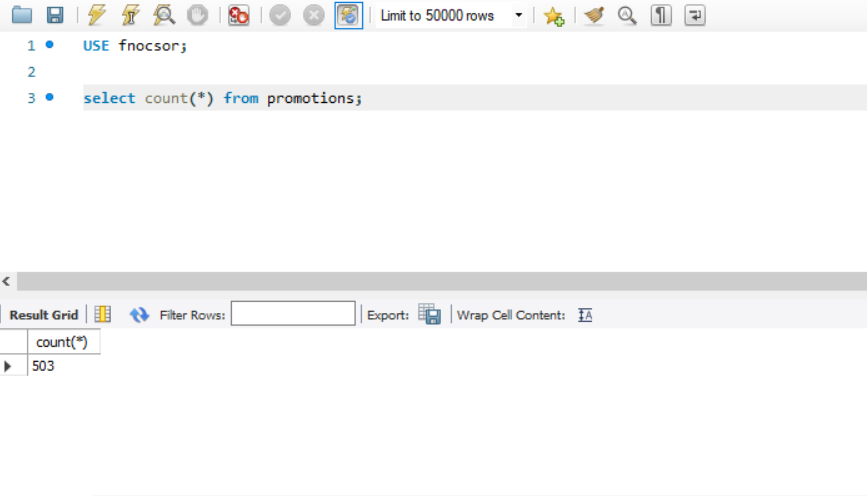 Limit to 50000 rows
1 USE fnocsor;
2
3 select count(*) from promotions;
Result Grid Filter Rows: Export: Wrap Cell Content:
count(*)
503